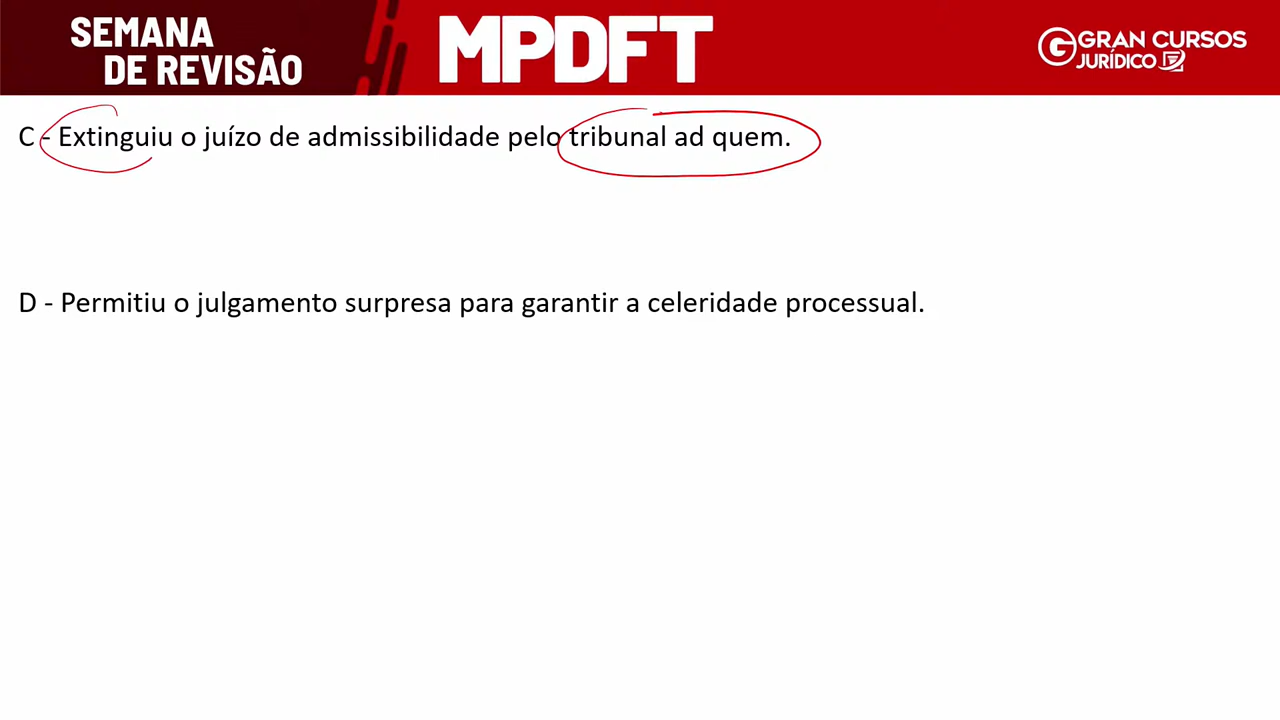 SEMANA
DE REVISÃO
MPDFT
GRAN CURSOS
JURÍDICO
C - Extinguiu o juízo de admissibilidade pelo tribunal ad quem.
D - Permitiu o julgamento surpresa para garantir a celeridade processual.